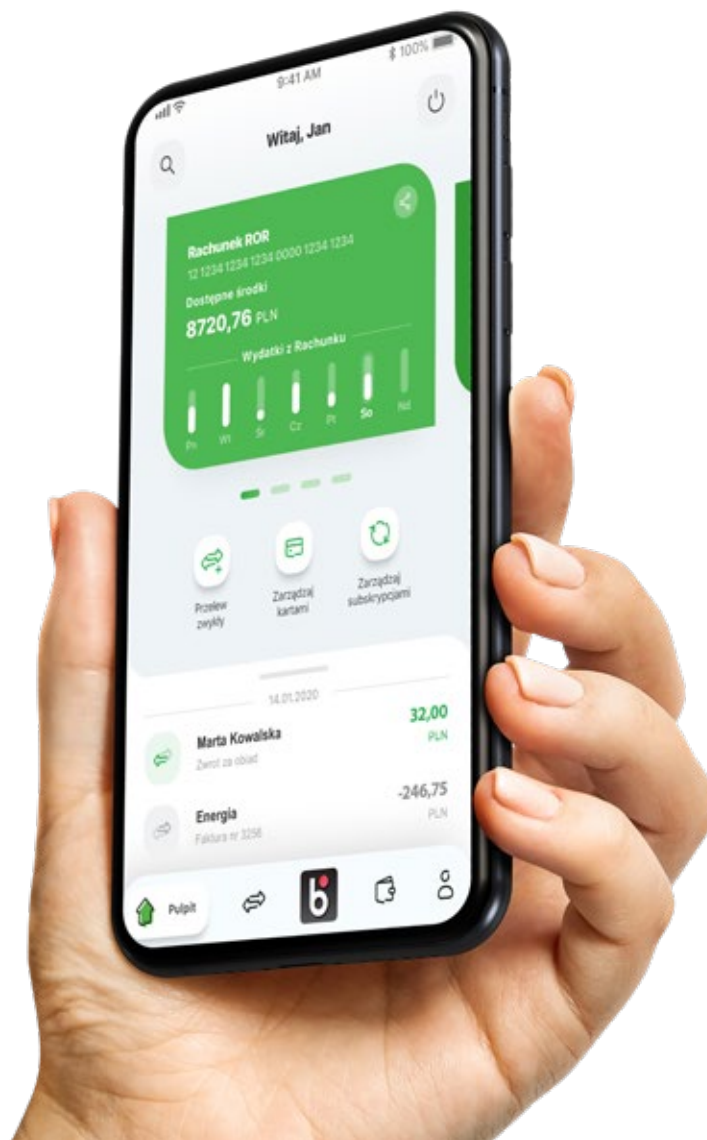 9:41 AM
100%
Witaj, Jan
Rachunek ROR
12 1234 1234 1234 0000 1234 1234
Dostępne środki
8720,76 PLN
Wydatki z Rachunku
Pn Wt Śr Cz Pt So Nd
Przelew
zwykły
Zarządzaj
kartami
Zarządzaj
subskrypcjami
14.01.2020
Marta Kowalska
32,00
Zwrot za obiad
PLN
Energia
-246,75
Faktura nr 3256
PLN
Pulpit
b